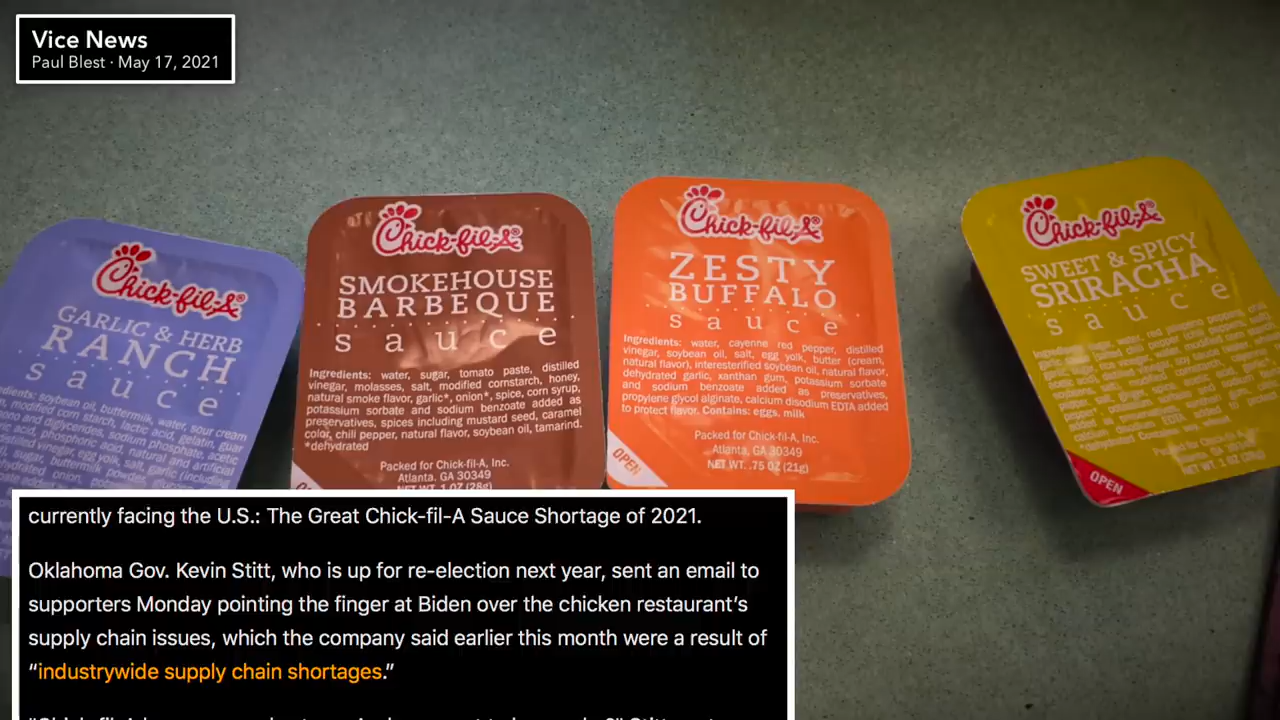 Vice News
Paul Blest · May 17, 2021
Chick-fil-A®
GARLIC & HERB
RANCH
sauce
Chick-fil-A®
SMOKEHOUSE
BARBEQUE
sauce
Ingredients: water, sugar, tomato paste, distilled
vinegar, molasses, salt, modified cornstarch, honey,
natural smoke flavor, garlic*, onion*, spice, corn syrup,
potassium sorbate and sodium benzoate added as
preservatives, spices including mustard seed, caramel
color, chili pepper, natural flavor, soybean oil, tamarind.
*dehydrated
Packed for Chick-fil-A, Inc.
Atlanta, GA 30349
NET WT. 1 OZ (28g)
Chick-fil-A®
ZESTY
BUFFALO
sauce
Ingredients: water, cayenne red pepper, distilled
vinegar, soybean oil, salt, egg yolk, butter (cream,
natural flavor), interesterified soybean oil, natural flavor,
dehydrated garlic, xanthan gum, potassium sorbate
and sodium benzoate added as preservatives,
propylene glycol alginate, calcium disodium EDTA added
to protect flavor. Contains: eggs, milk
Packed for Chick-fil-A, Inc.
Atlanta, GA 30349
NET WT. .75 OZ (21g)
OPEN
Chick-fil-A®
SWEET & SPICY
SRIRACHA
sauce
OPEN
currently facing the U.S.: The Great Chick-fil-A Sauce Shortage of 2021.
Oklahoma Gov. Kevin Stitt, who is up for re-election next year, sent an email to
supporters Monday pointing the finger at Biden over the chicken restaurant's
supply chain issues, which the company said earlier this month were a result of
“industrywide supply chain shortages.”